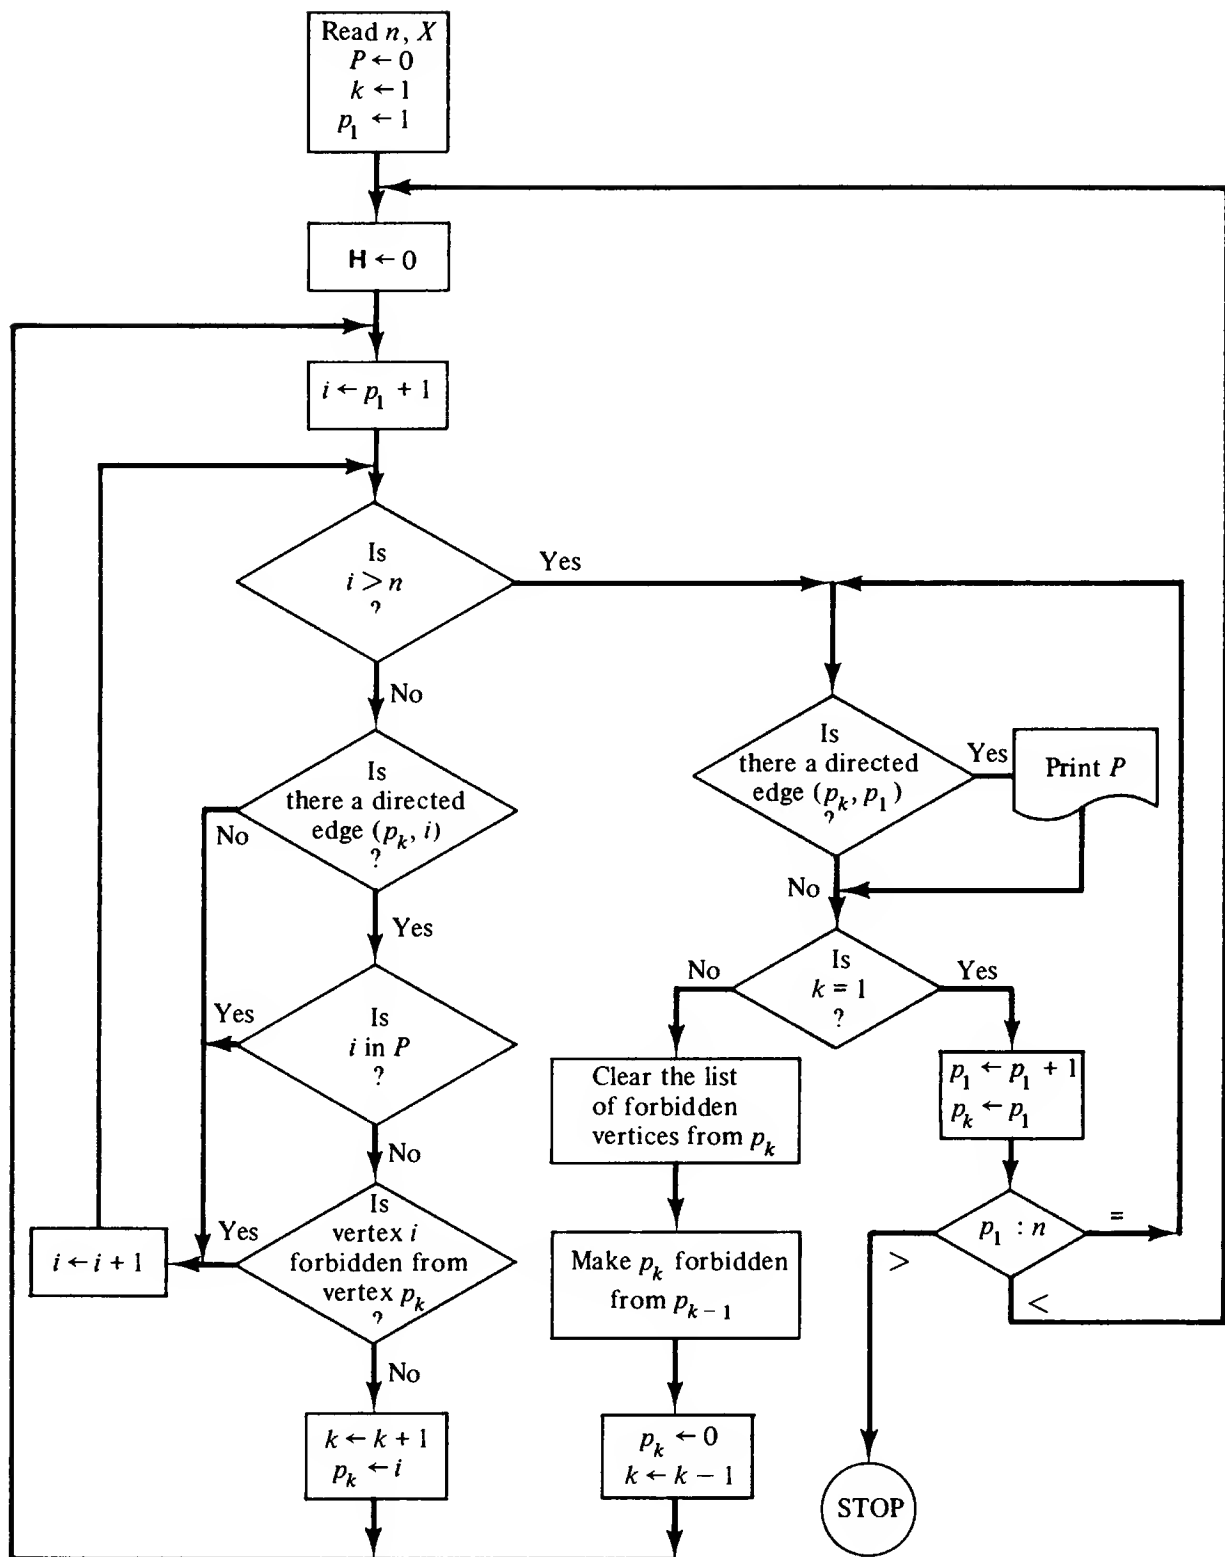 Read n, X
P ← 0
k ← 1
p₁ ← 1
H ← 0
i ← p₁ + 1
Is
i > n
?
Yes
No
Is
there a directed
edge (pₖ, i)
?
No
Yes
Is
i in P
?
Yes
No
Is
vertex i
forbidden from
vertex pₖ
?
Yes
No
i ← i + 1
k ← k + 1
pₖ ← i
Is
there a directed
edge (pₖ, p₁)
?
Yes
Print P
No
Is
k = 1
?
No
Yes
Clear the list
of forbidden
vertices from pₖ
Make pₖ forbidden
from pₖ₋₁
pₖ ← 0
k ← k − 1
p₁ ← p₁ + 1
pₖ ← p₁
p₁ : n
=
>
<
STOP